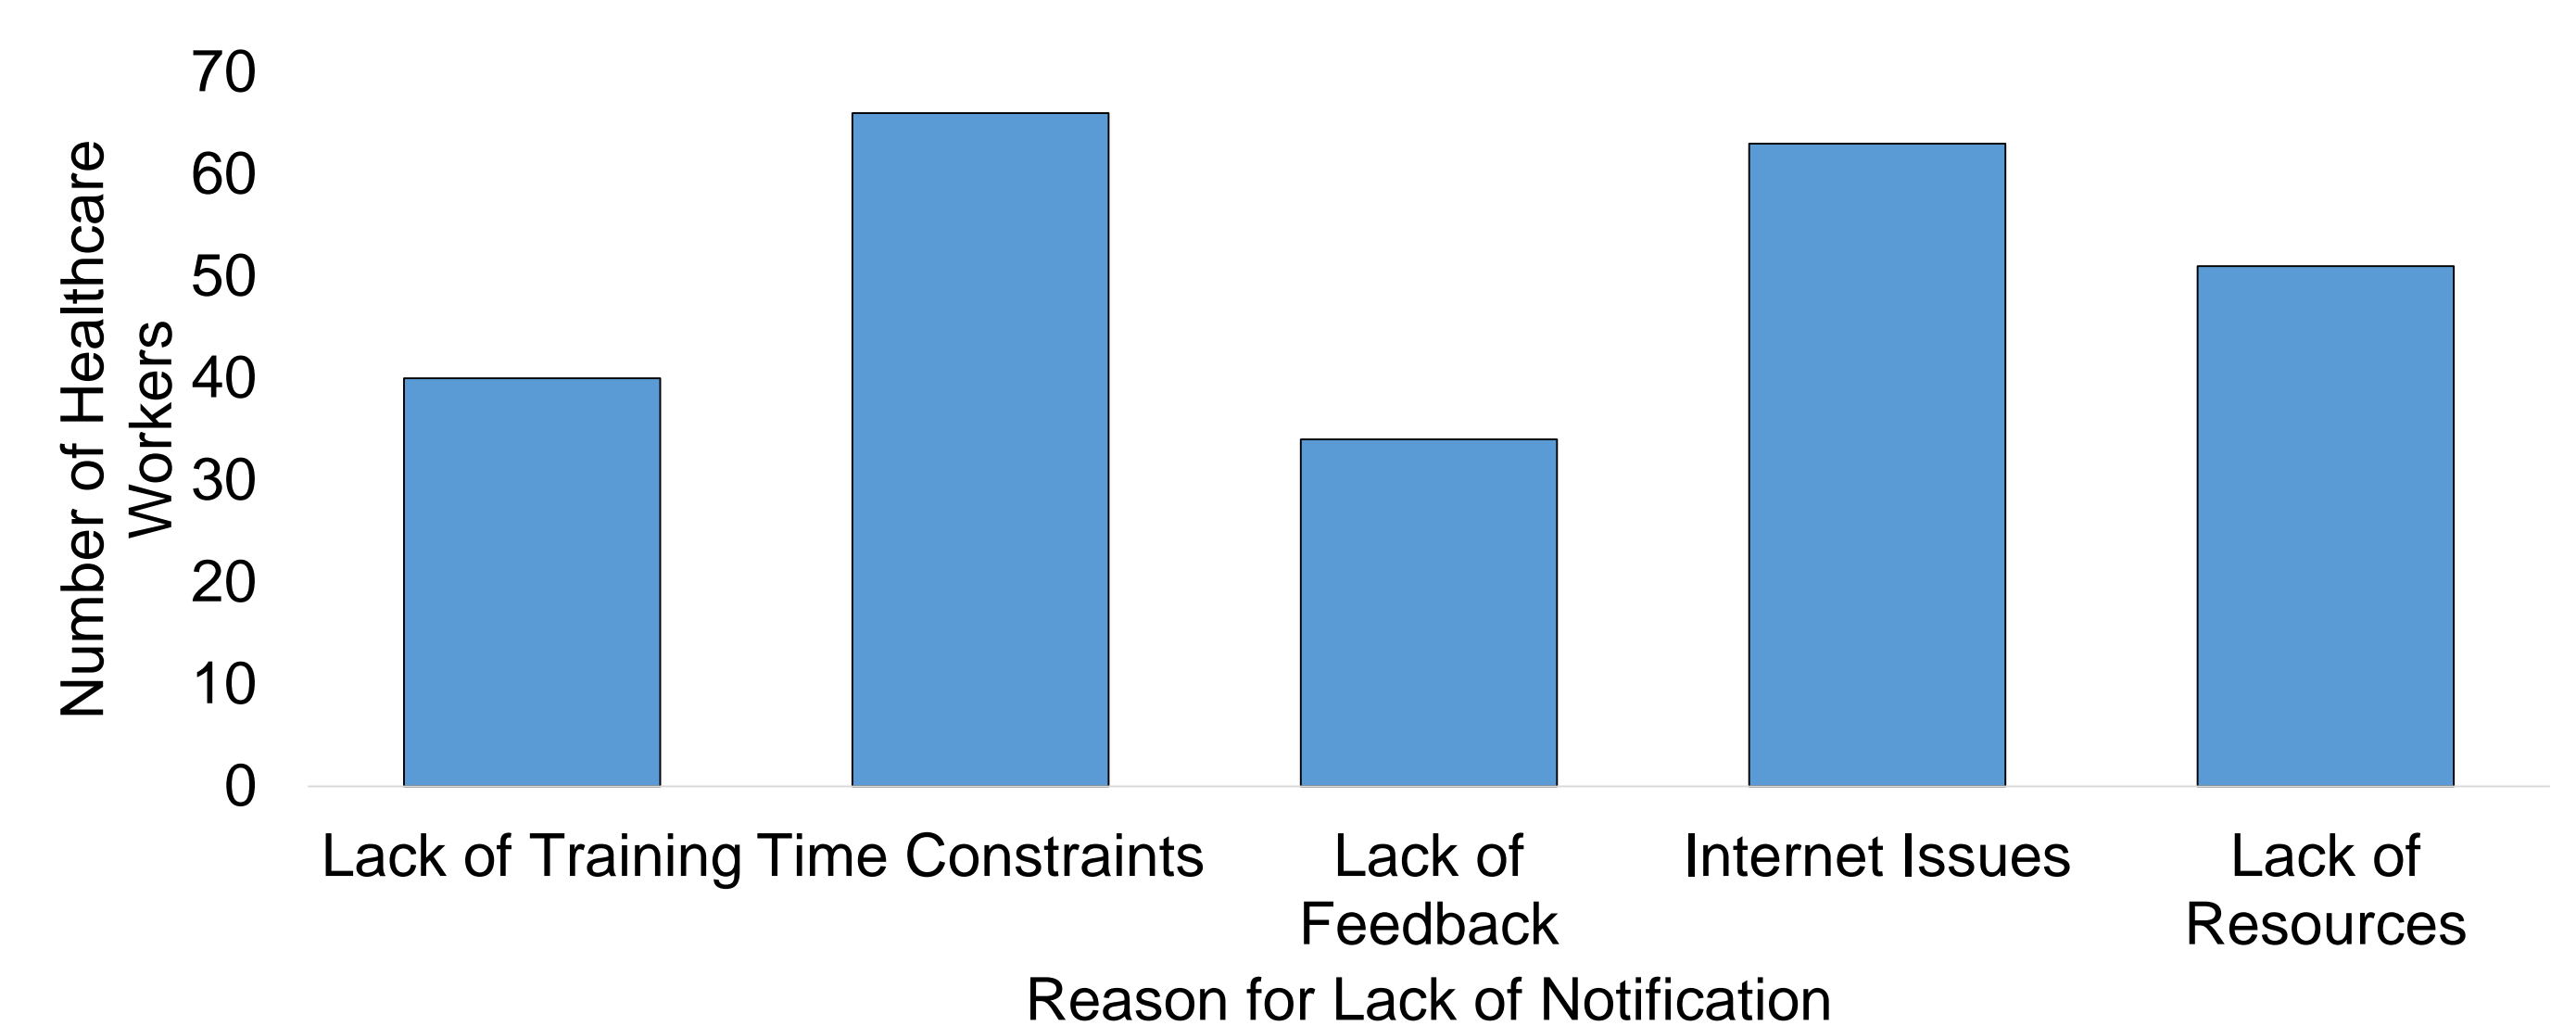 70
60
50
40
30
20
10
0
Number of Healthcare
Workers
Lack of Training
Time Constraints
Lack of
Feedback
Internet Issues
Lack of
Resources
Reason for Lack of Notification